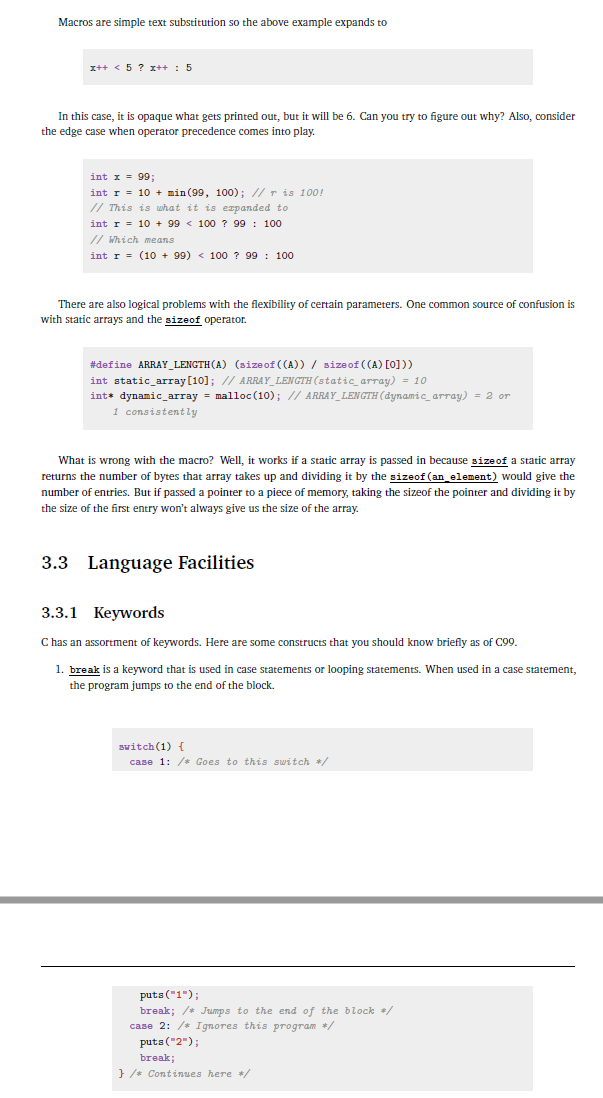 Macros are simple text substitution so the above example expands to
x++ < 5 ? x++ : 5
In this case, it is opaque what gets printed out, but it will be 6. Can you try to figure out why? Also, consider
the edge case when operator precedence comes into play.
int x = 99;
int r = 10 + min(99, 100); // r is 100!
// This is what it is expanded to
int r = 10 + 99 < 100 ? 99 : 100
// Which means
int r = (10 + 99) < 100 ? 99 : 100
There are also logical problems with the flexibility of certain parameters. One common source of confusion is
with static arrays and the sizeof operator.
#define ARRAY_LENGTH(A) (sizeof((A)) / sizeof((A)[0]))
int static_array[10]; // ARRAY_LENGTH(static_array) = 10
int* dynamic_array = malloc(10); // ARRAY_LENGTH(dynamic_array) = 2 or
1 consistently
What is wrong with the macro? Well, it works if a static array is passed in because sizeof a static array
returns the number of bytes that array takes up and dividing it by the sizeof(an_element) would give the
number of entries. But if passed a pointer to a piece of memory, taking the sizeof the pointer and dividing it by
the size of the first entry won't always give us the size of the array.
3.3 Language Facilities
3.3.1 Keywords
C has an assortment of keywords. Here are some constructs that you should know briefly as of C99.
1. break is a keyword that is used in case statements or looping statements. When used in a case statement,
the program jumps to the end of the block.
switch(1) {
case 1: /* Goes to this switch */
puts("1");
break; /* Jumps to the end of the block */
case 2: /* Ignores this program */
puts("2");
break;
} /* Continues here */